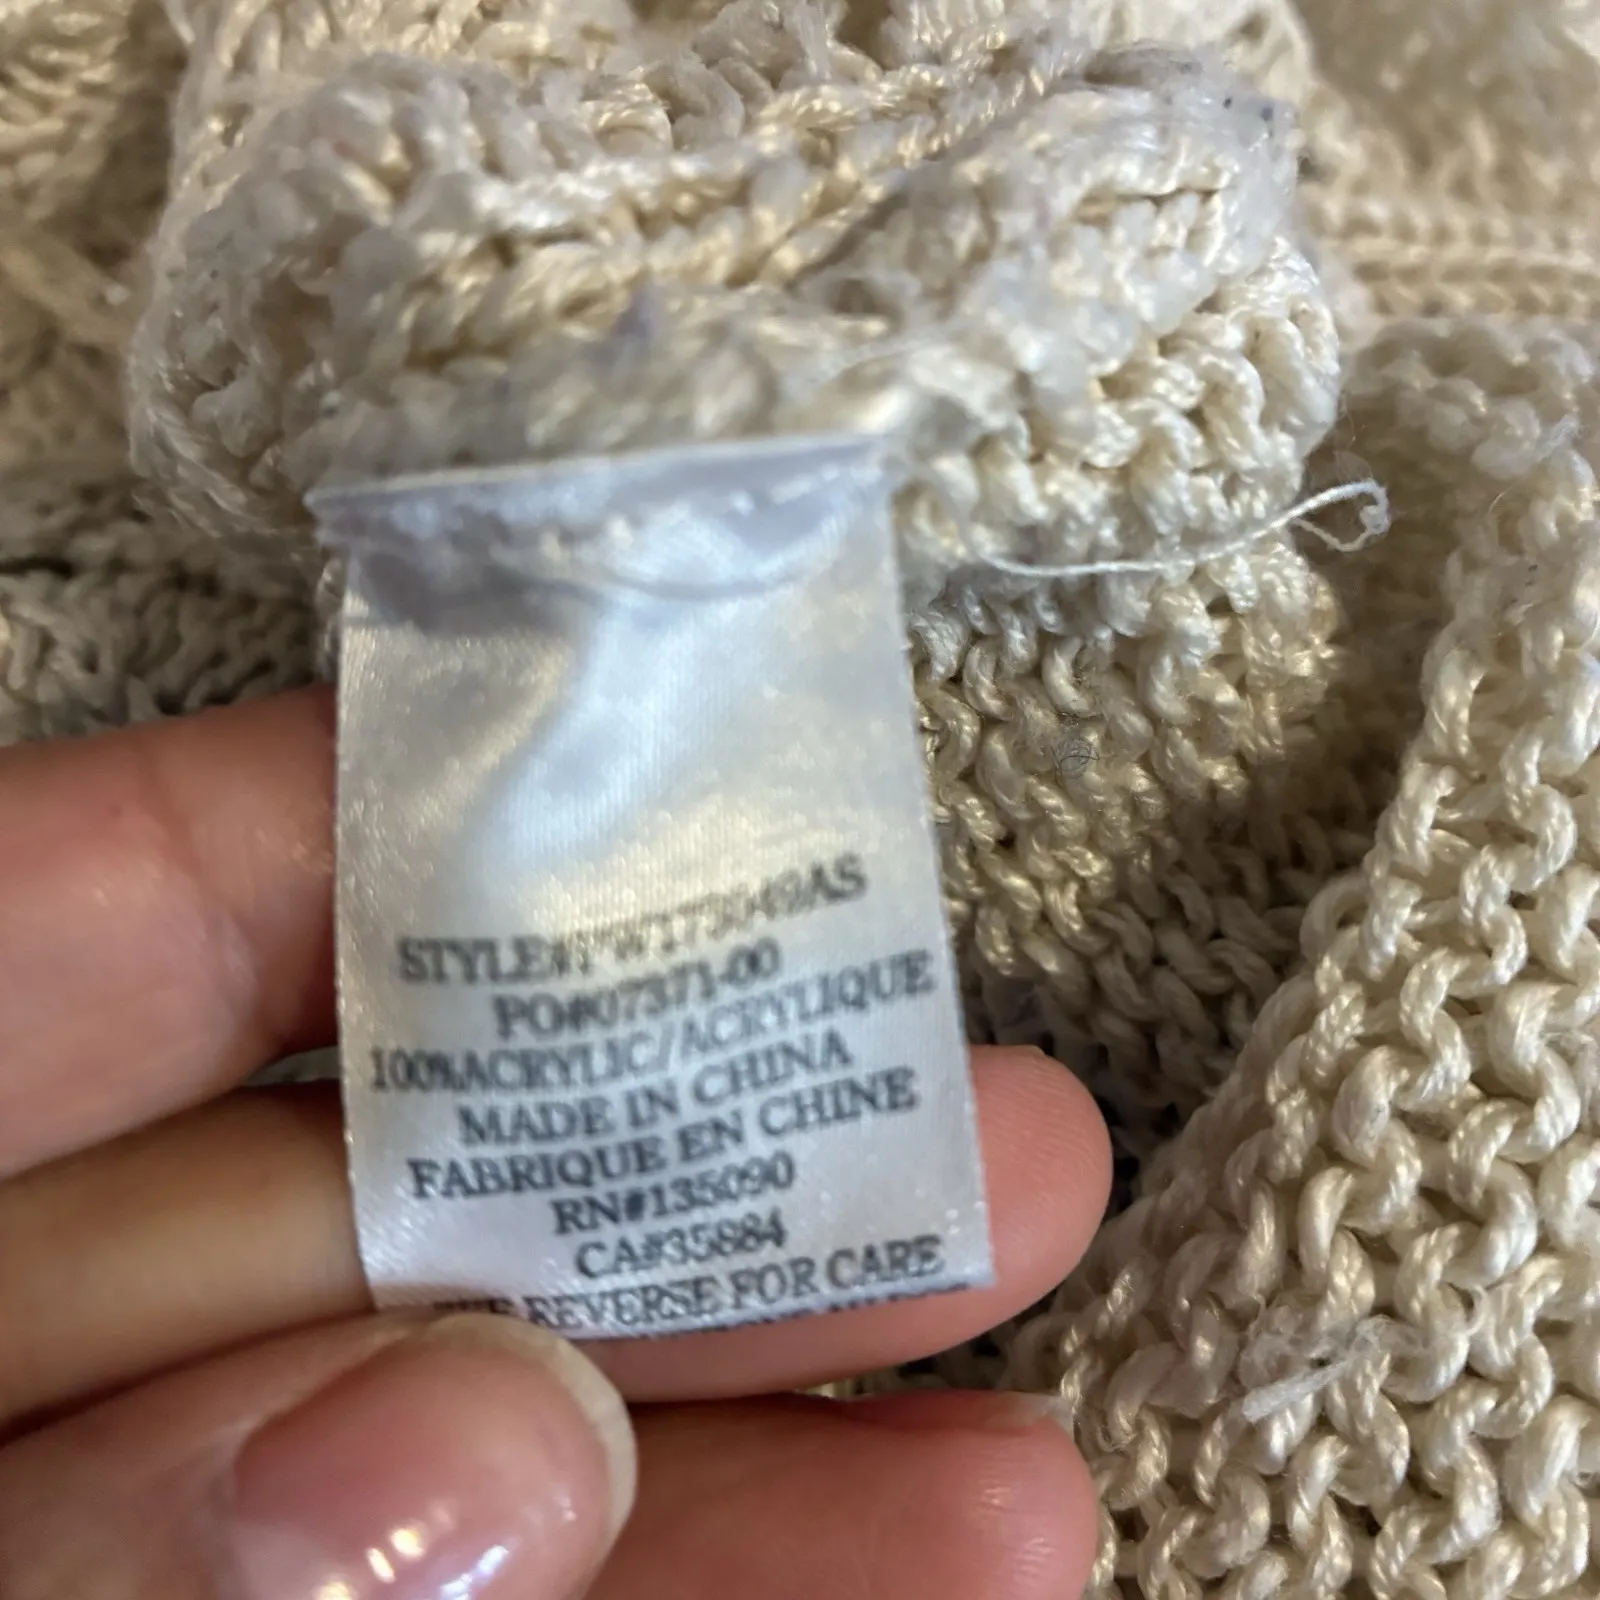 STYLE#
PO#07371-00
100%ACRYLIC/ACRYLIQUE
MADE IN CHINA
FABRIQUE EN CHINE
RN#135090
CA#35884
REVERSE FOR CARE